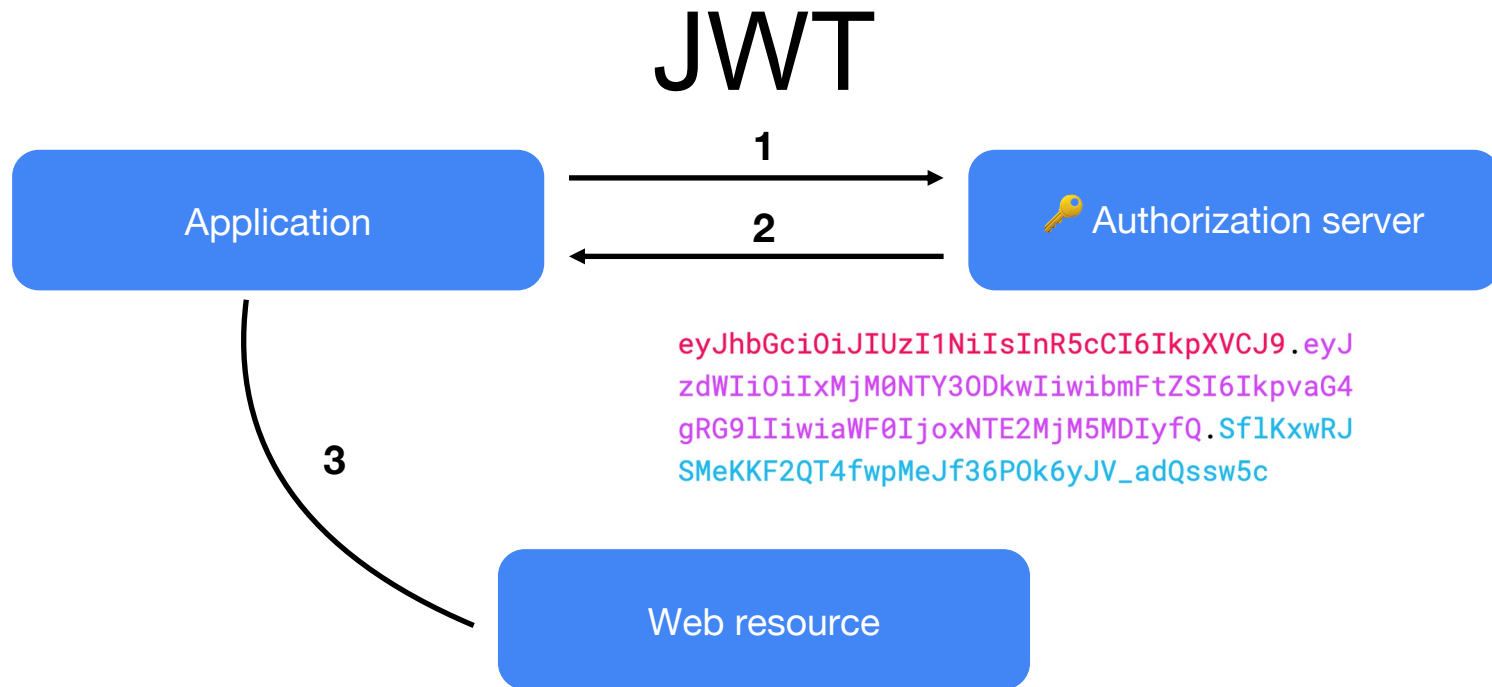 JWT
1
Application
🔑 Authorization server
2
eyJhbGciOiJIUzI1NiIsInR5cCI6IkpXVCJ9.eyJ
zdWIiOiIxMjM0NTY3ODkwIiwibmFtZSI6IkpvaG4
gRG9lIiwiaWF0IjoxNTE2MjM5MDIyfQ.SflKxwRJ
SMeKKF2QT4fwpMeJf36POk6yJV_adQssw5c
3
Web resource